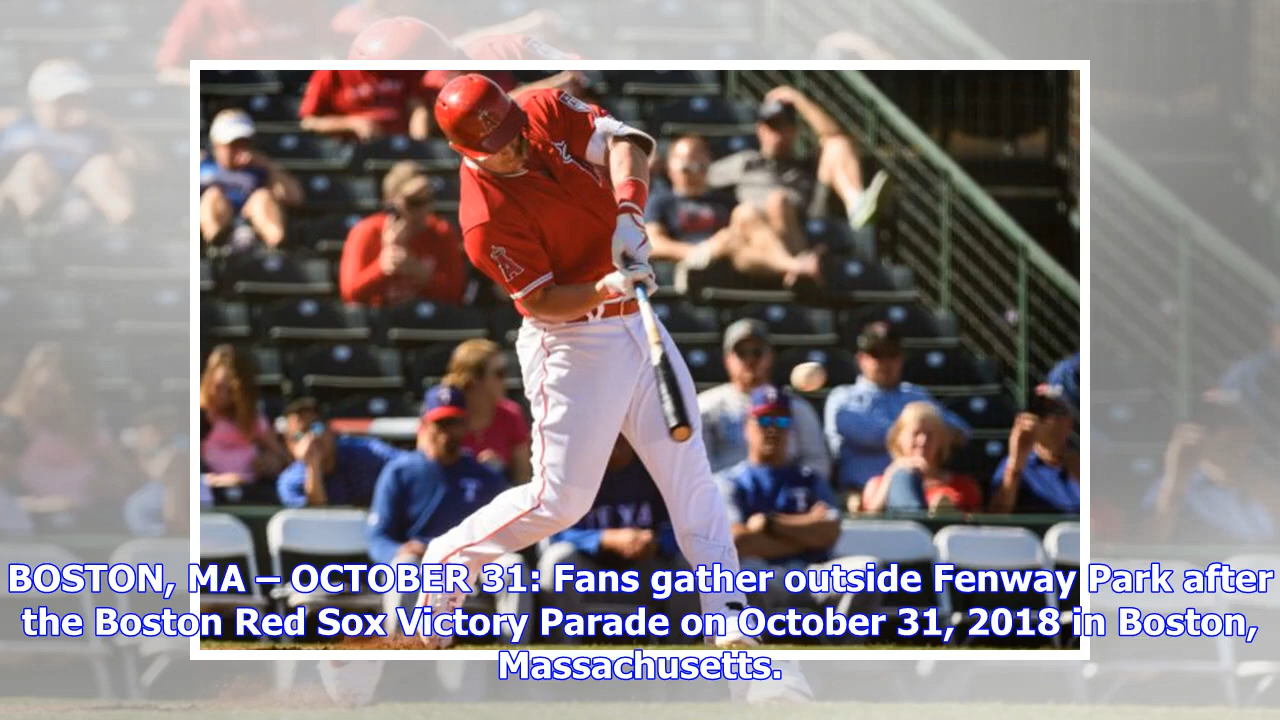 BOSTON, MA – OCTOBER 31: Fans gather outside Fenway Park after
the Boston Red Sox Victory Parade on October 31, 2018 in Boston,
Massachusetts.